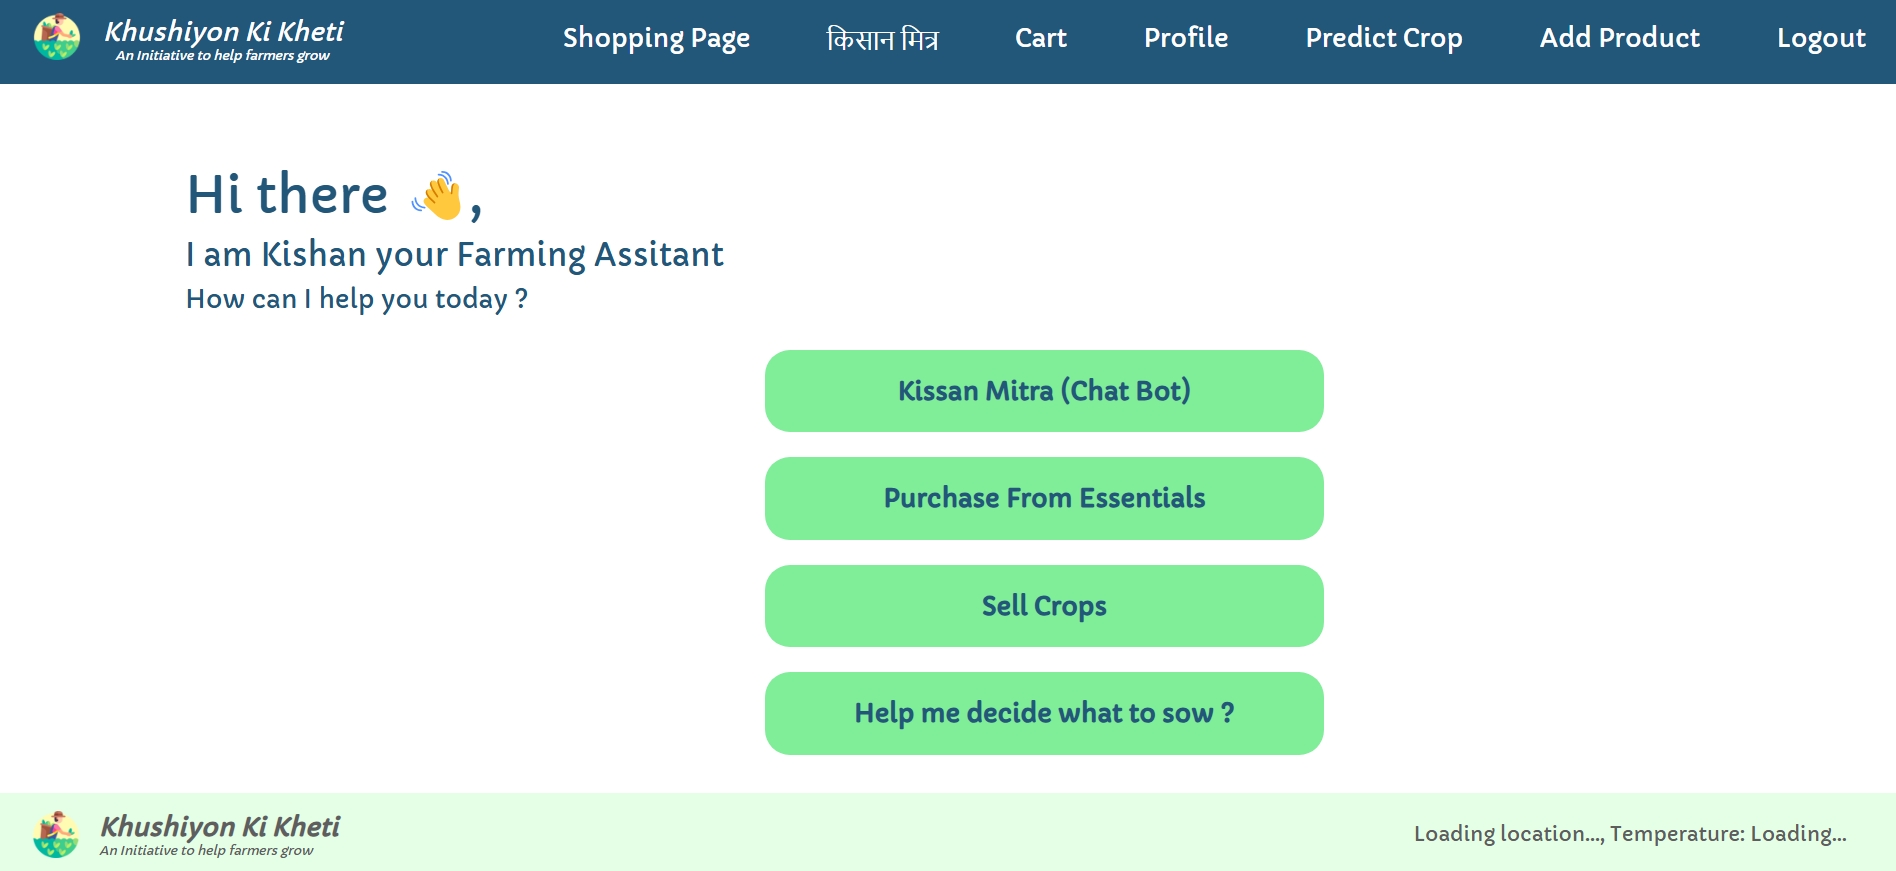 Khushiyon Ki Kheti
An Initiative to help farmers grow
Shopping Page किसान मित्र Cart Profile Predict Crop Add Product Logout
Hi there 👋,
I am Kishan your Farming Assitant
How can I help you today ?
Kissan Mitra (Chat Bot)
Purchase From Essentials
Sell Crops
Help me decide what to sow ?
Khushiyon Ki Kheti
An Initiative to help farmers grow
Loading location..., Temperature: Loading...